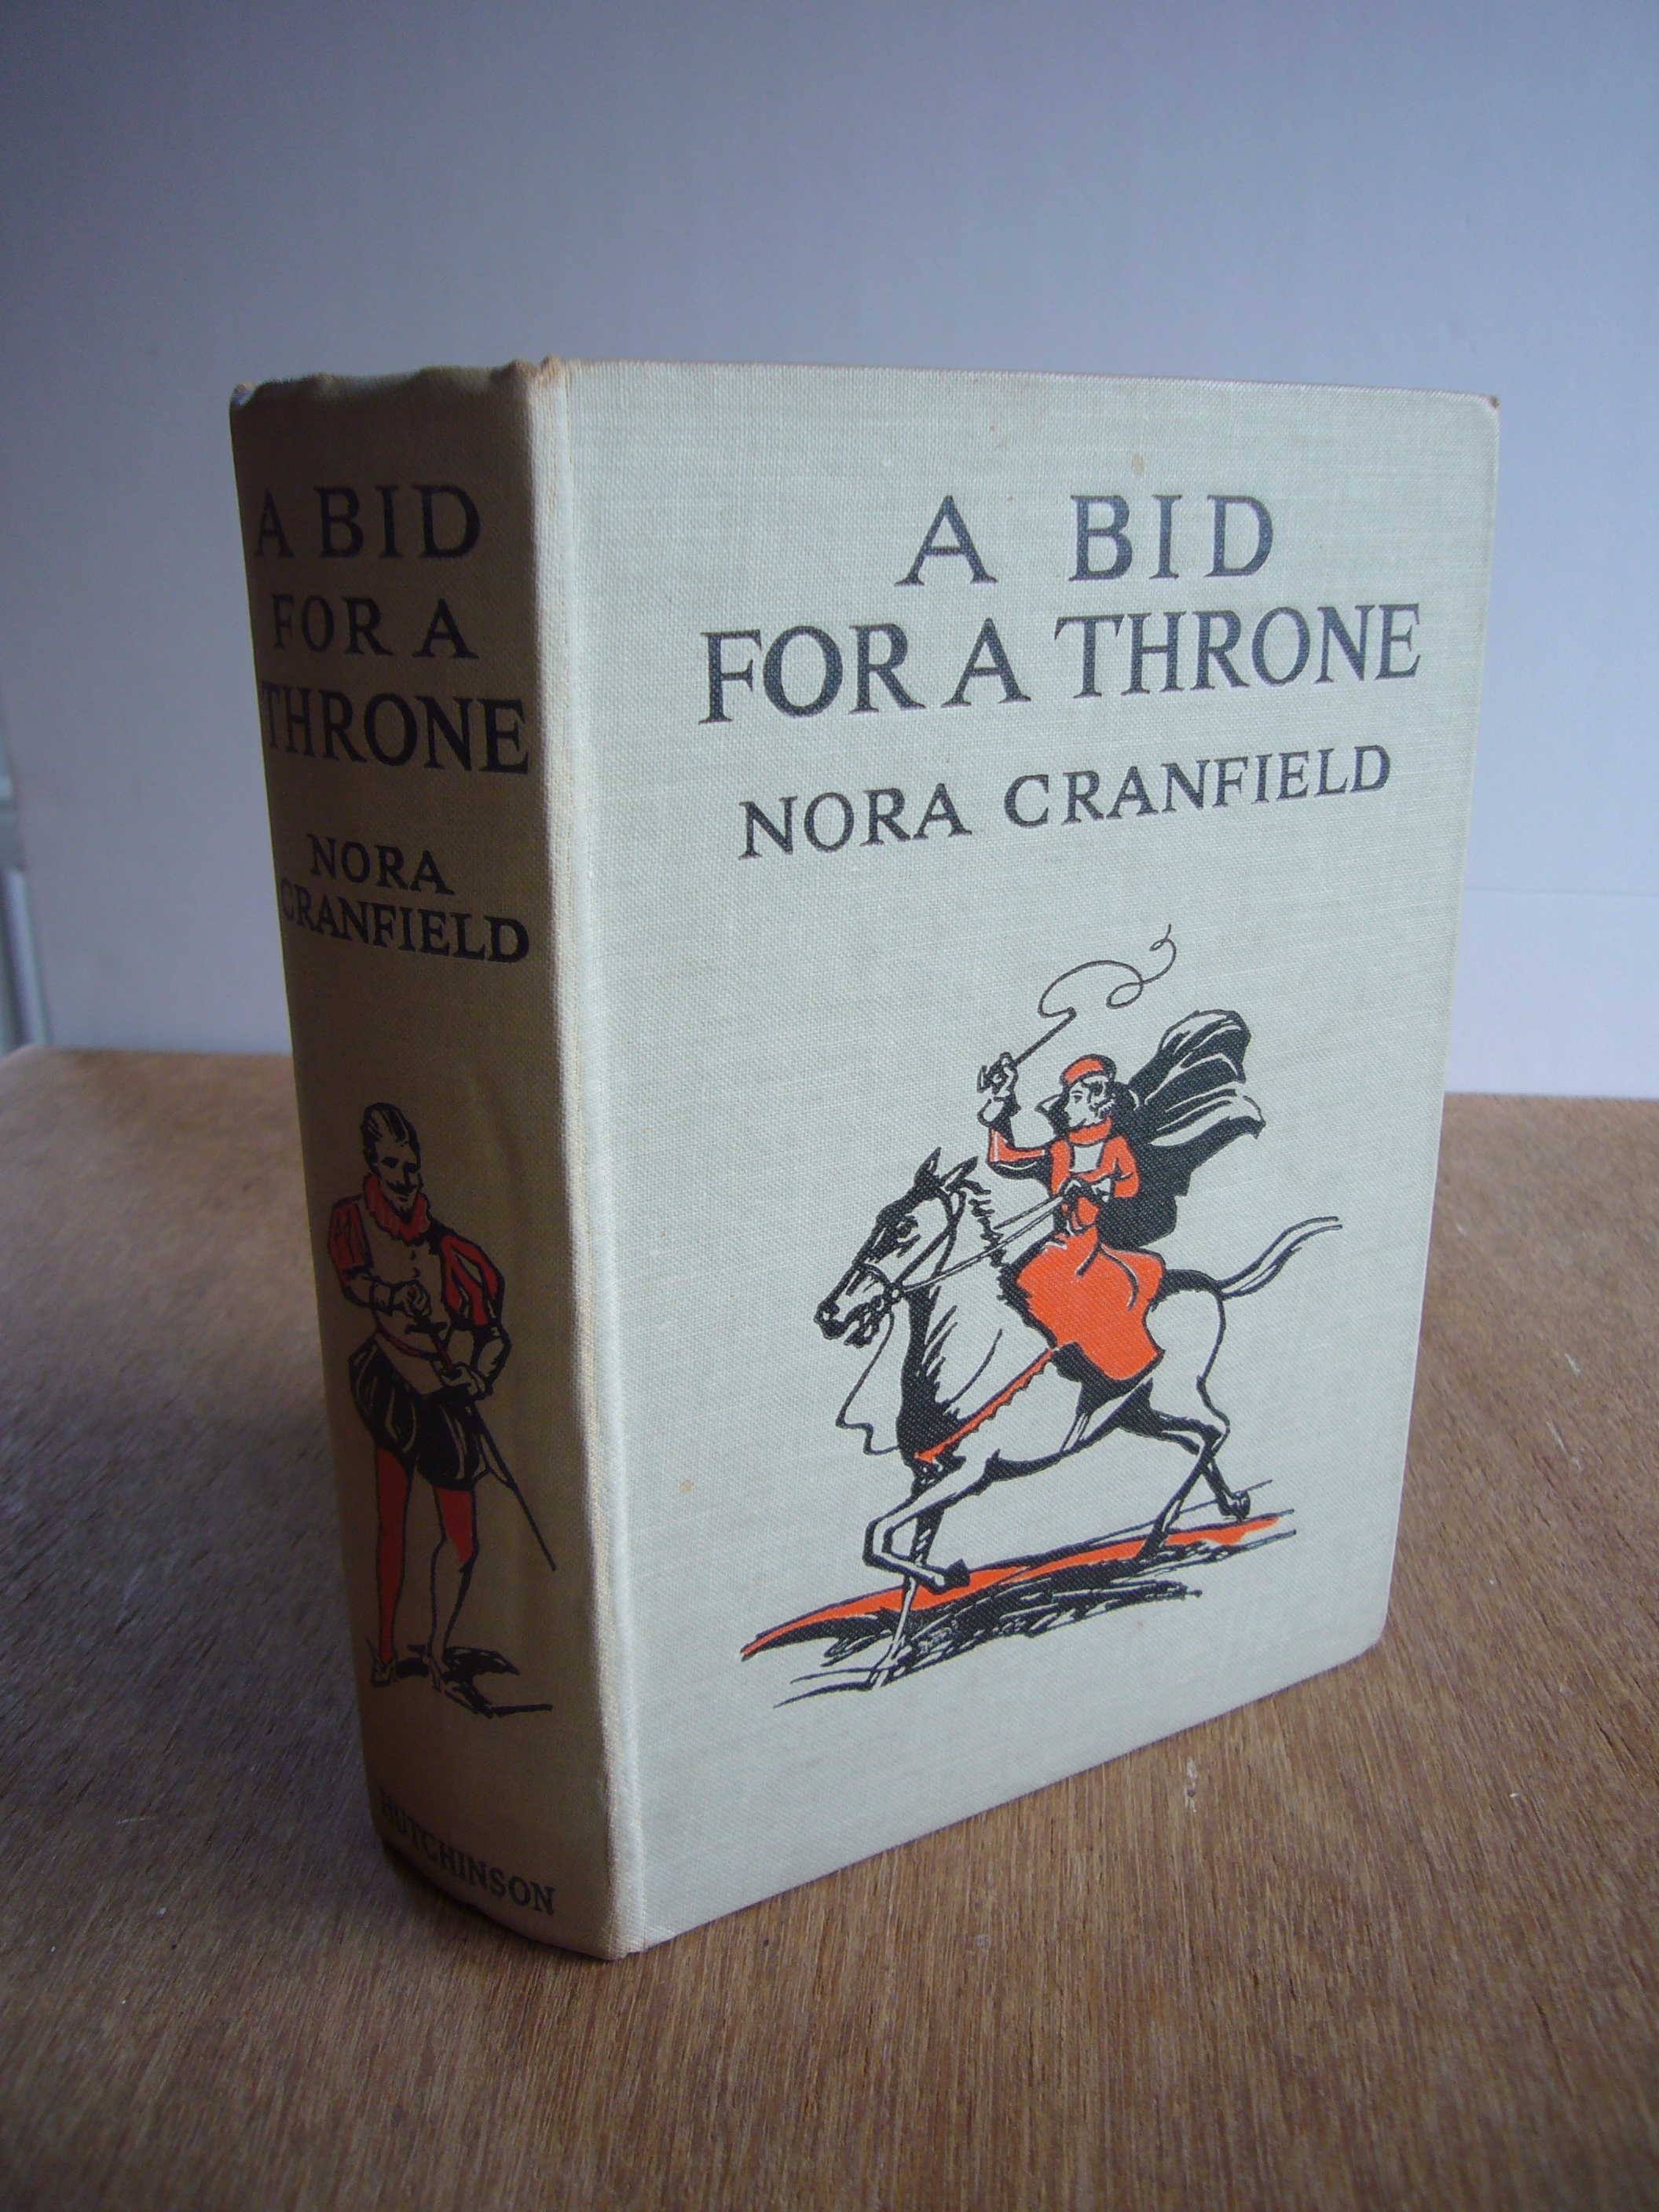 A BID
FOR A
THRONE
NORA
CRANFIELD
HUTCHINSON
A BID
FOR A THRONE
NORA CRANFIELD